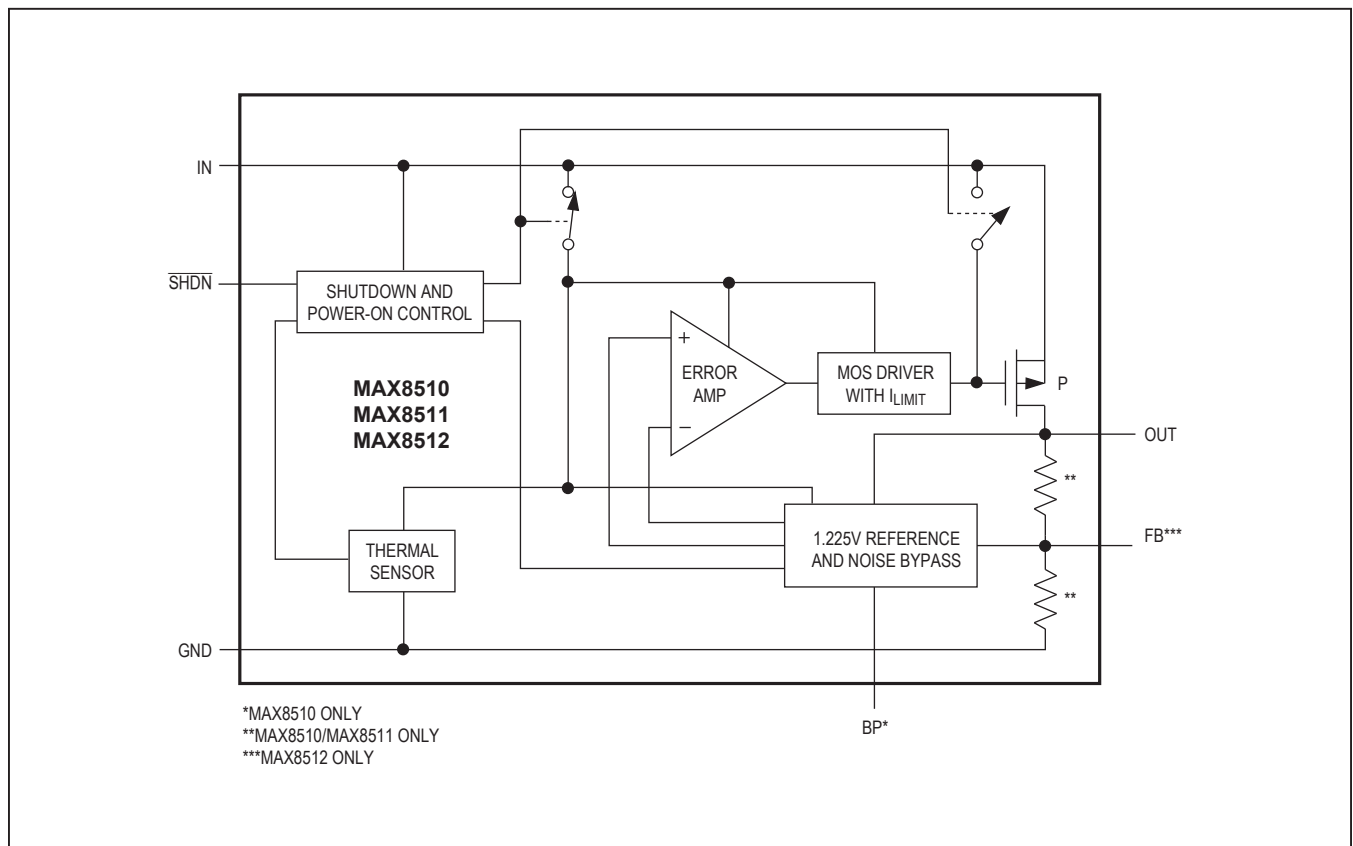 IN
SHDN
SHUTDOWN AND
POWER-ON CONTROL
+
ERROR
AMP
−
MOS DRIVER
WITH ILIMIT
P
MAX8510
MAX8511
MAX8512
OUT
**
1.225V REFERENCE
AND NOISE BYPASS
FB***
**
THERMAL
SENSOR
GND
BP*
*MAX8510 ONLY
**MAX8510/MAX8511 ONLY
***MAX8512 ONLY